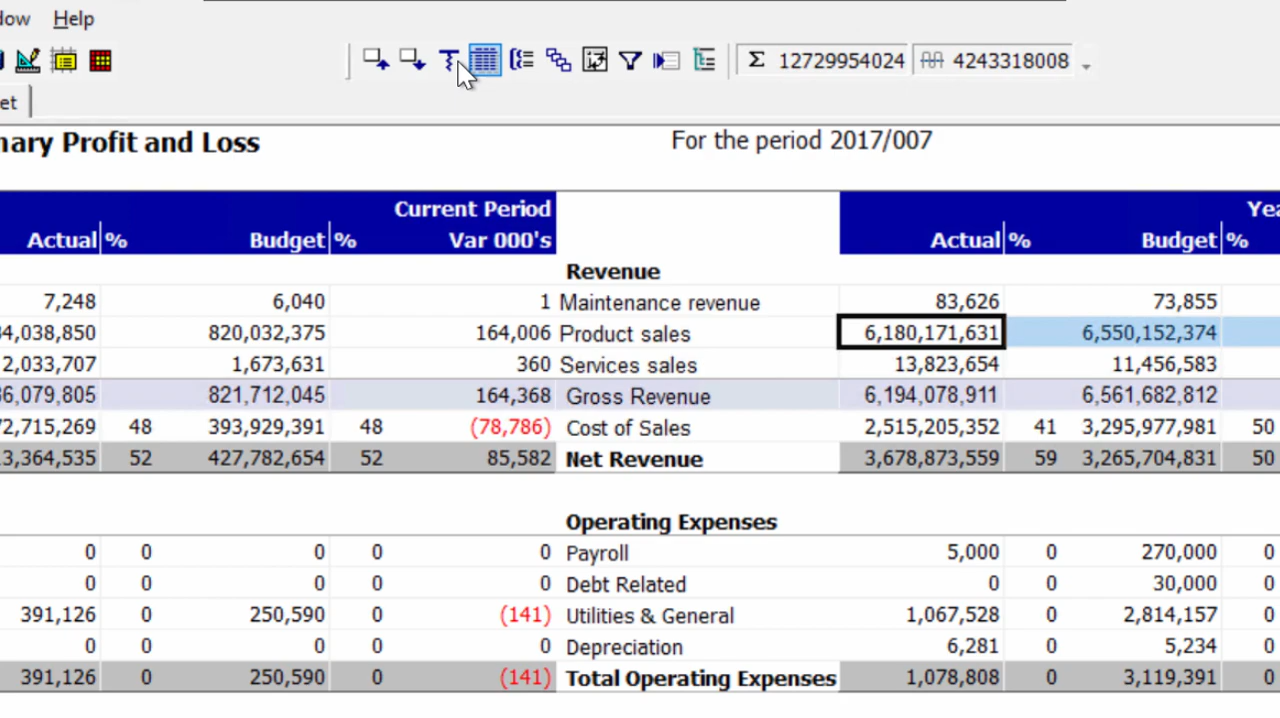 Help
Σ 12729954024 4243318008
Profit and Loss For the period 2017/007
Current Period
Actual % Budget % Var 000's Actual % Budget %
Revenue
7,248 6,040 1 Maintenance revenue 83,626 73,855
820,032,375 164,006 Product sales 6,180,171,631 6,550,152,374
1,673,631 360 Services sales 13,823,654 11,456,583
821,712,045 164,368 Gross Revenue 6,194,078,911 6,561,682,812
48 393,929,391 48 (78,786) Cost of Sales 2,515,205,352 41 3,295,977,981 50
52 427,782,654 52 85,582 Net Revenue 3,678,873,559 59 3,265,704,831 50
Operating Expenses
0 0 0 0 0 Payroll 5,000 0 270,000 0
0 0 0 0 0 Debt Related 0 0 30,000 0
391,126 0 250,590 0 (141) Utilities & General 1,067,528 0 2,814,157 0
0 0 0 0 0 Depreciation 6,281 0 5,234 0
391,126 0 250,590 0 (141) Total Operating Expenses 1,078,808 0 3,119,391 0